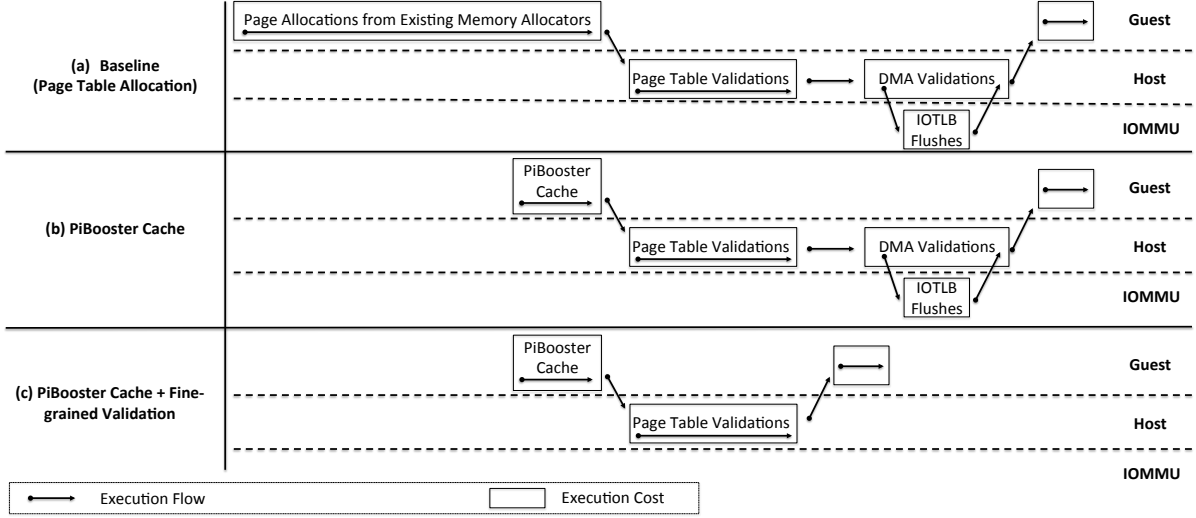 Page Allocations from Existing Memory Allocators
Guest
(a) Baseline
(Page Table Allocation)
Page Table Validations
DMA Validations
Host
IOTLB
Flushes
IOMMU
PiBooster
Cache
Guest
(b) PiBooster Cache
Page Table Validations
DMA Validations
Host
IOTLB
Flushes
IOMMU
PiBooster
Cache
Guest
(c) PiBooster Cache + Fine-
grained Validation
Page Table Validations
Host
IOMMU
Execution Flow
Execution Cost